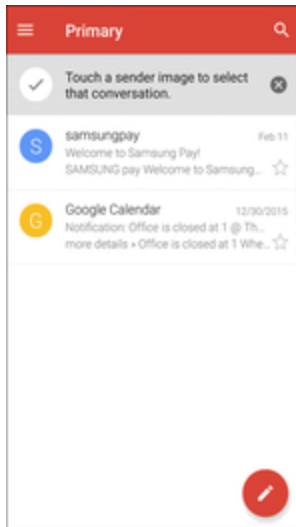 Primary
Touch a sender image to select
that conversation.
S
samsungpay
Feb 11
Welcome to Samsung Pay!
SAMSUNG pay Welcome to Samsung...
G
Google Calendar
12/30/2015
Notification: Office is closed at 1 @ Th...
more details » Office is closed at 1 Whe...